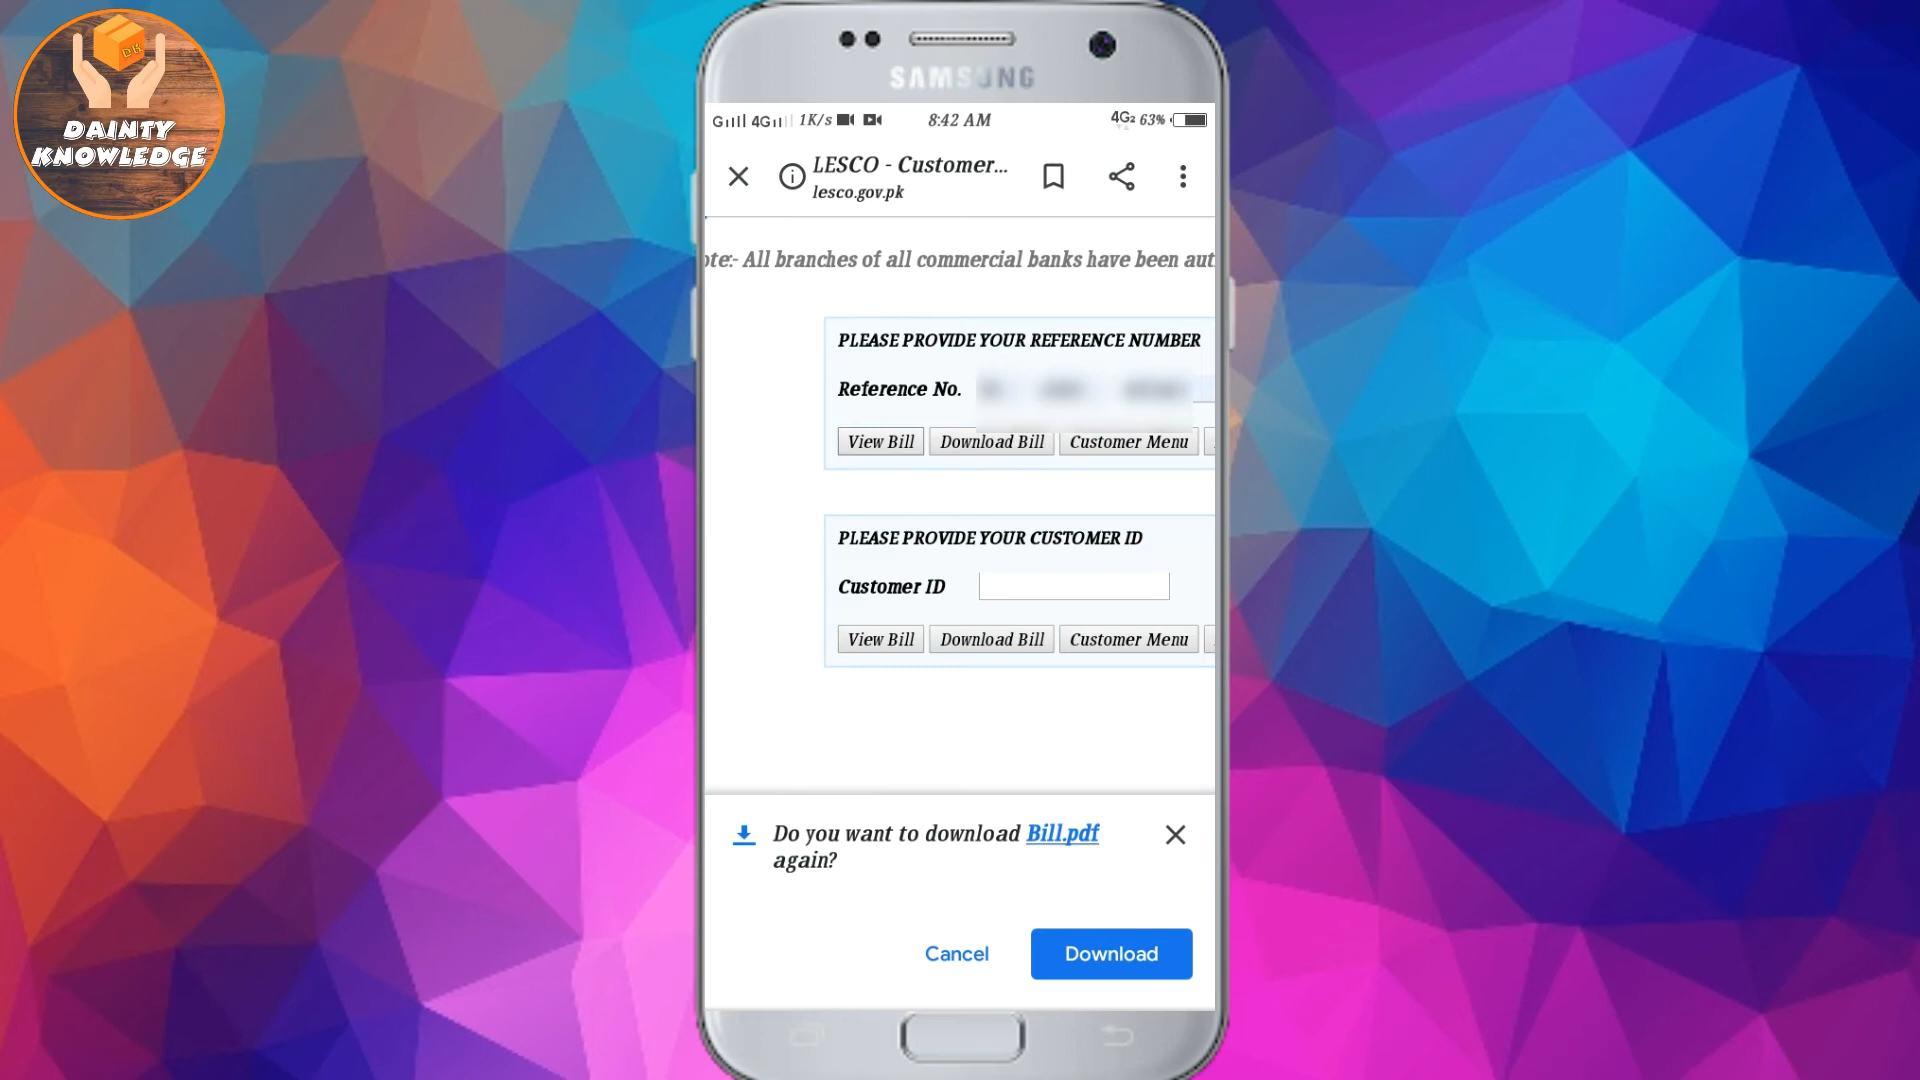 DK
DAINTY
KNOWLEDGE
SAMSUNG
4G 1K/s 8:42 AM 4G2 63%
LESCO - Customer...
lesco.gov.pk
ote:- All branches of all commercial banks have been aut
PLEASE PROVIDE YOUR REFERENCE NUMBER
Reference No.
View Bill Download Bill Customer Menu
PLEASE PROVIDE YOUR CUSTOMER ID
Customer ID
View Bill Download Bill Customer Menu
Do you want to download Bill.pdf
again?
Cancel Download